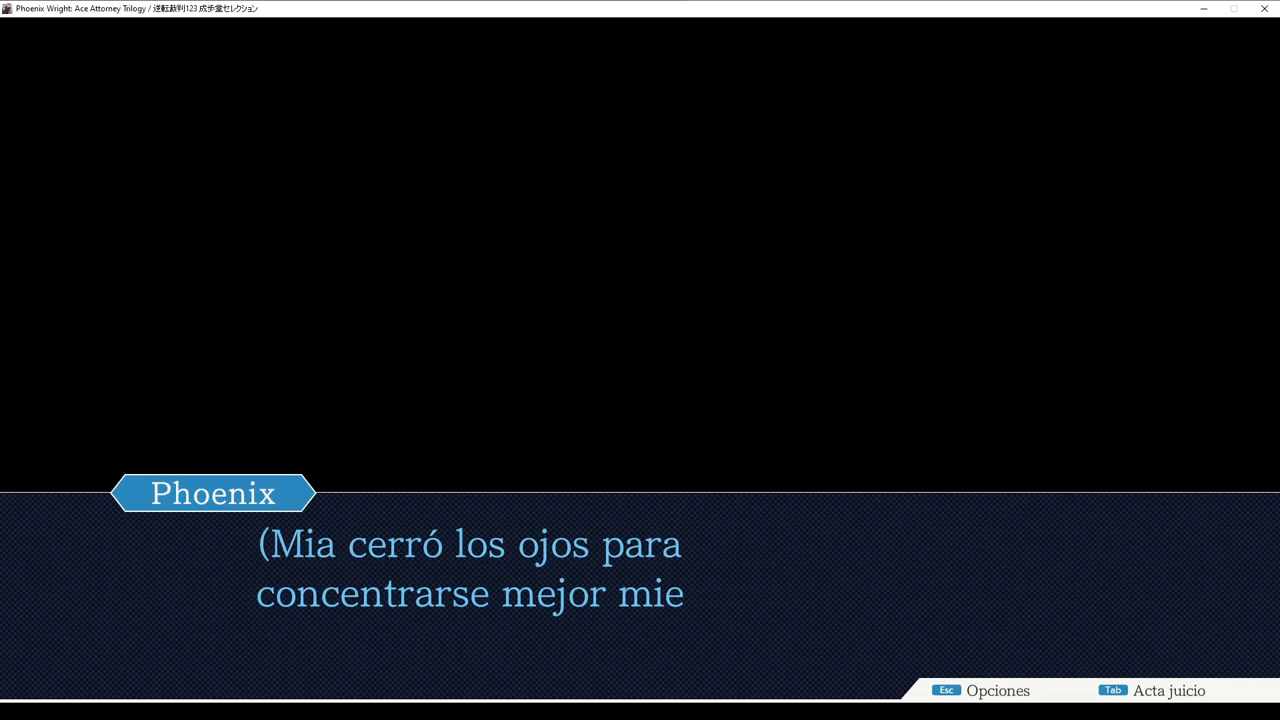 Phoenix Wright: Ace Attorney Trilogy / 逆転裁判123 成歩堂セレクション
Phoenix
(Mia cerró los ojos para
concentrarse mejor mie
Esc Opciones Tab Acta juicio